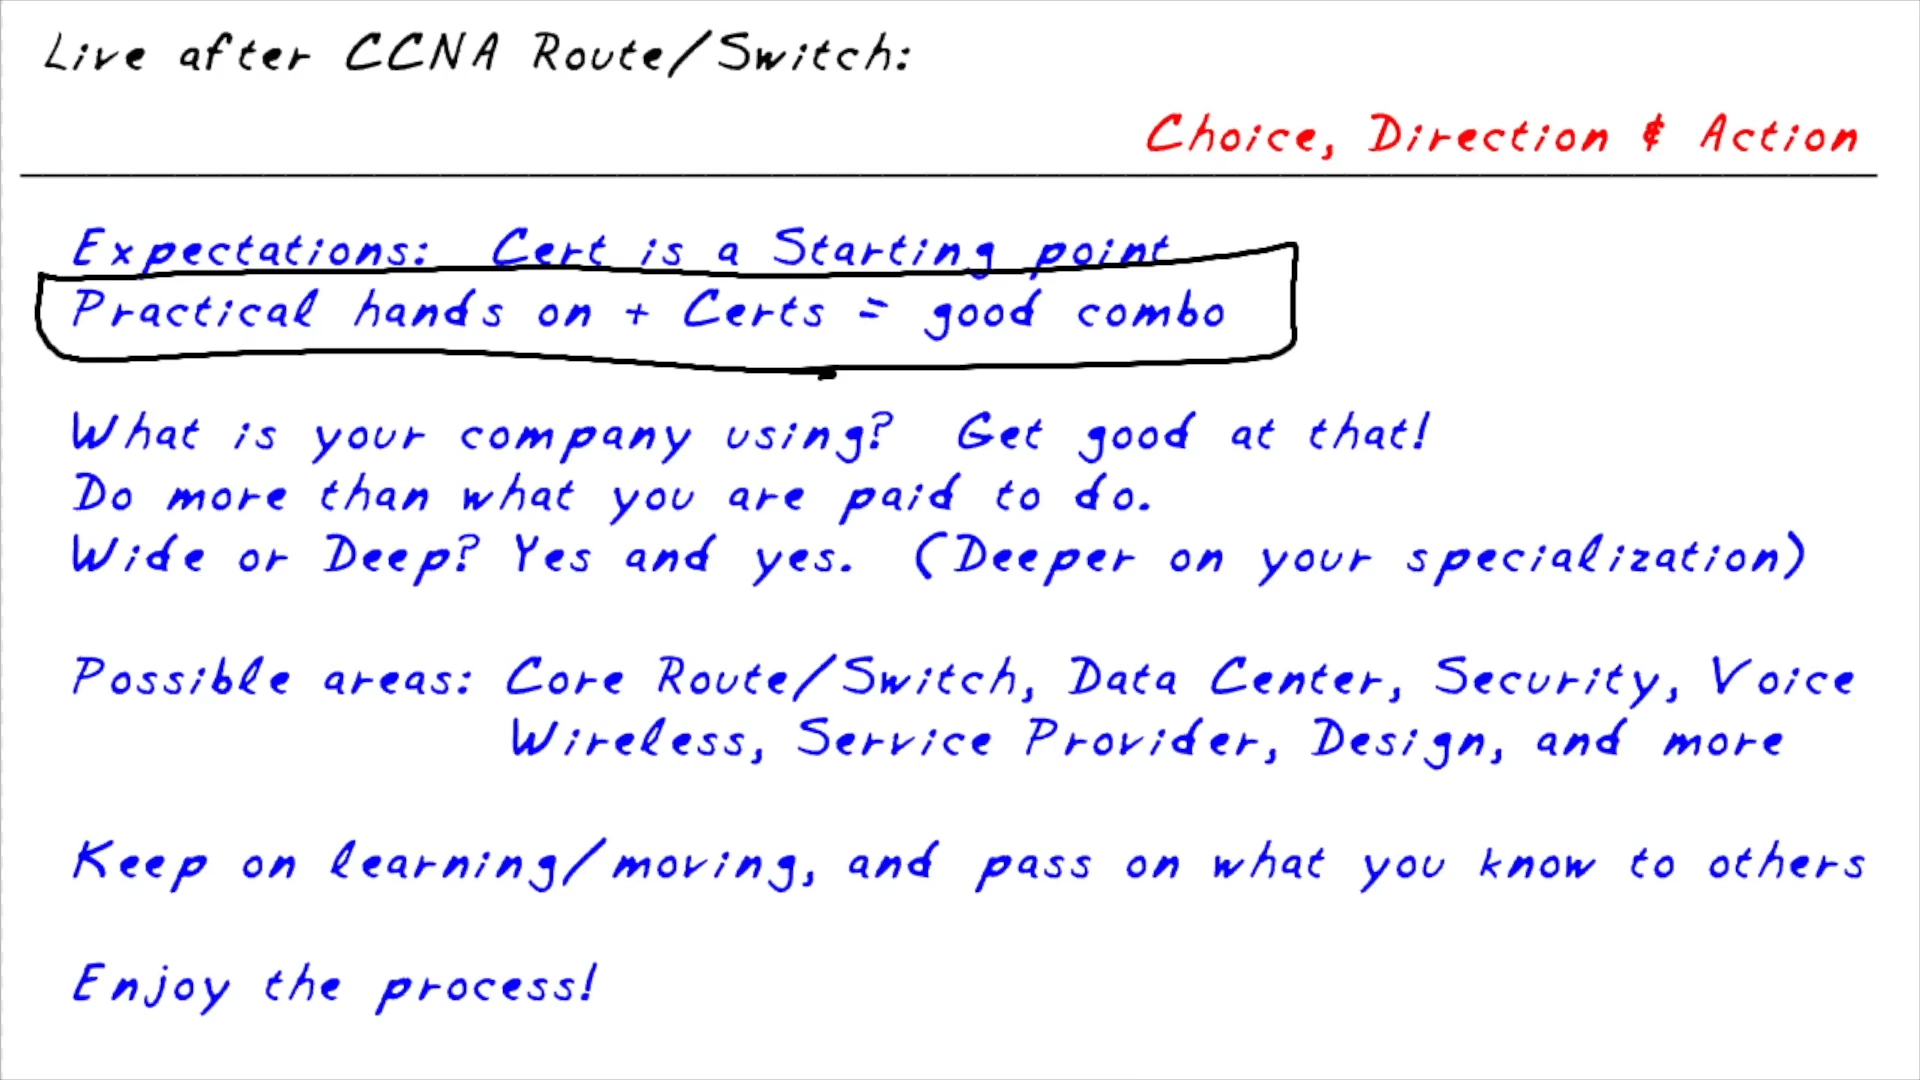 Live after CCNA Route/Switch:
Choice, Direction & Action
Expectations: Cert is a Starting point
Practical hands on + Certs = good combo
What is your company using? Get good at that!
Do more than what you are paid to do.
Wide or Deep? Yes and yes. (Deeper on your specialization)
Possible areas: Core Route/Switch, Data Center, Security, Voice
Wireless, Service Provider, Design, and more
Keep on learning/moving, and pass on what you know to others
Enjoy the process!